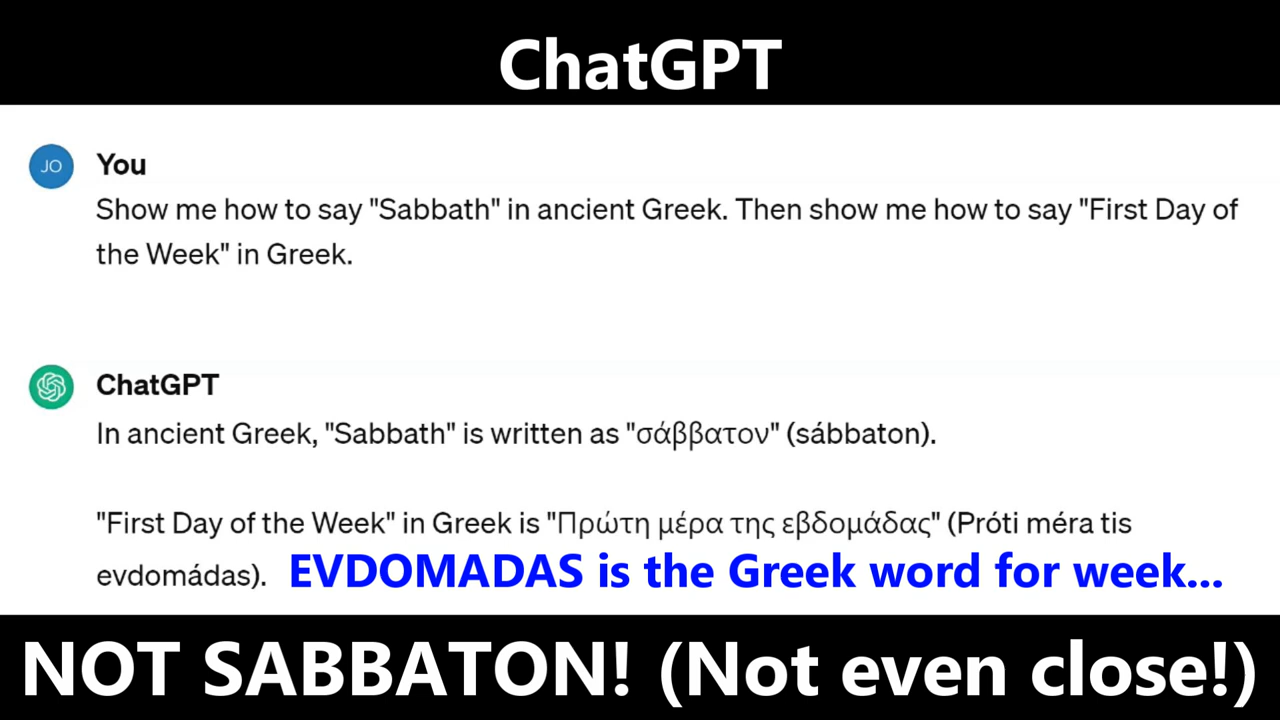 ChatGPT
JO
You
Show me how to say "Sabbath" in ancient Greek. Then show me how to say "First Day of
the Week" in Greek.
ChatGPT
In ancient Greek, "Sabbath" is written as "σάββατον" (sábbaton).
"First Day of the Week" in Greek is "Πρώτη μέρα της εβδομάδας" (Próti méra tis
evdomádas). EVDOMADAS is the Greek word for week...
NOT SABBATON! (Not even close!)